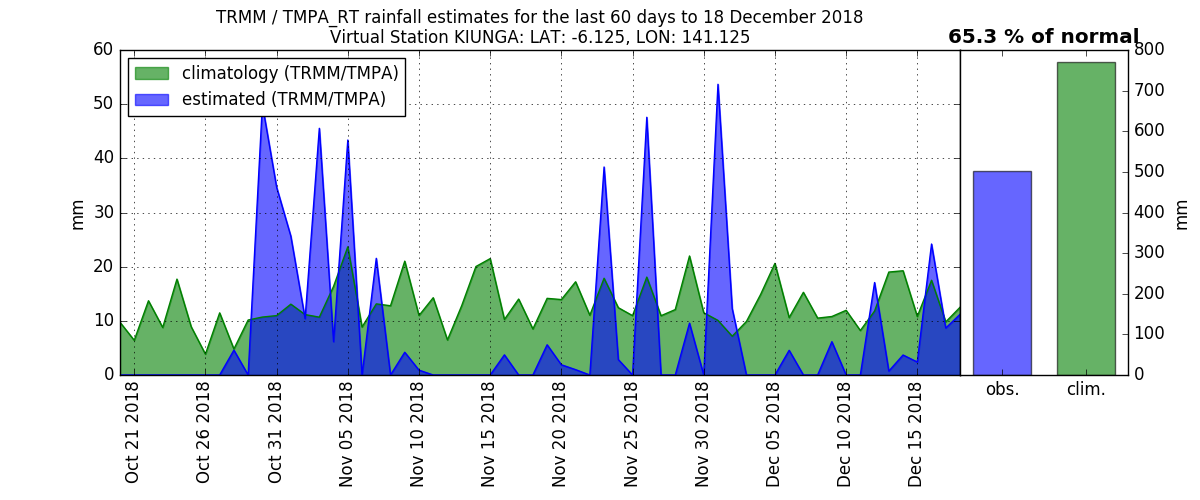 TRMM / TMPA_RT rainfall estimates for the last 60 days to 18 December 2018
Virtual Station KIUNGA: LAT: -6.125, LON: 141.125
65.3 % of normal
climatology (TRMM/TMPA)
estimated (TRMM/TMPA)
mm
60
50
40
30
20
10
0
Oct 21 2018
Oct 26 2018
Oct 31 2018
Nov 05 2018
Nov 10 2018
Nov 15 2018
Nov 20 2018
Nov 25 2018
Nov 30 2018
Dec 05 2018
Dec 10 2018
Dec 15 2018
obs.
clim.
800
700
600
500
400
300
200
100
0
mm